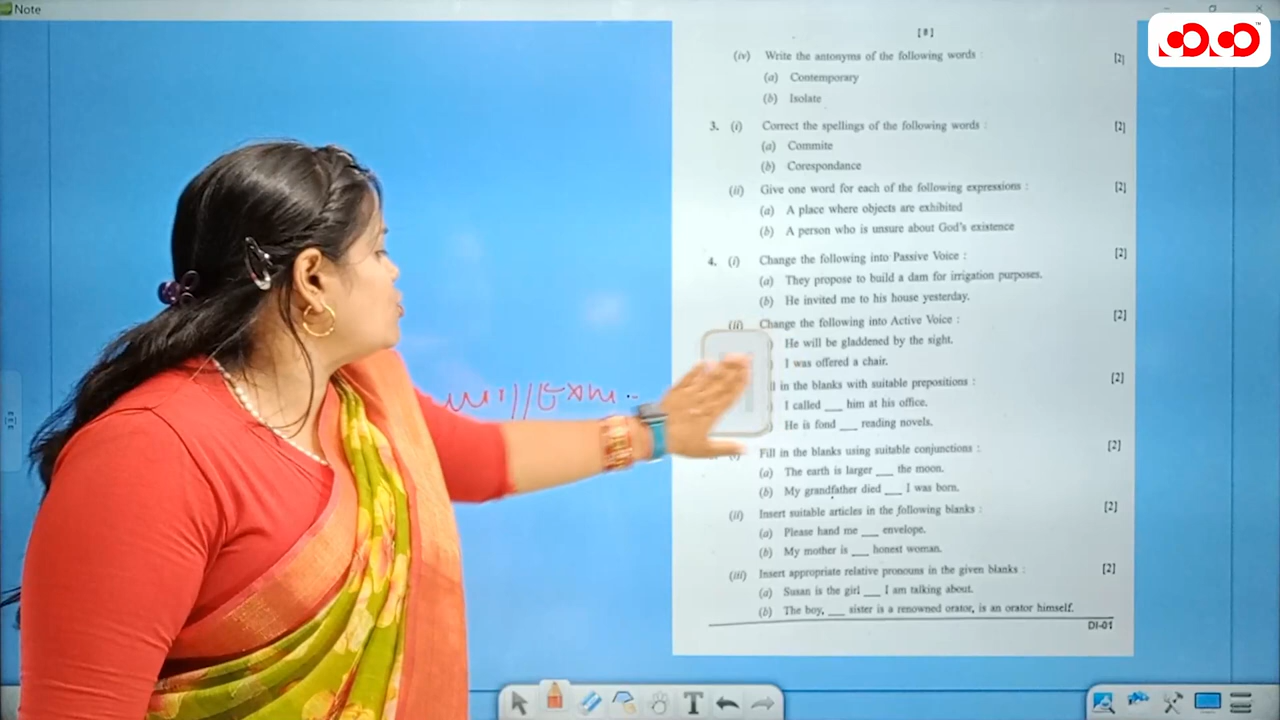 Note
[8]
(iv) Write the antonyms of the following words : [2]
(a) Contemporary
(b) Isolate
3. (i) Correct the spellings of the following words : [2]
(a) Commite
(b) Corespondance
(ii) Give one word for each of the following expressions : [2]
(a) A place where objects are exhibited
(b) A person who is unsure about God's existence
4. (i) Change the following into Passive Voice : [2]
(a) They propose to build a dam for irrigation purposes.
(b) He invited me to his house yesterday.
(ii) Change the following into Active Voice : [2]
) He will be gladdened by the sight.
) I was offered a chair.
in the blanks with suitable prepositions : [2]
) I called ___ him at his office.
) He is fond ___ reading novels.
(i) Fill in the blanks using suitable conjunctions : [2]
(a) The earth is larger ___ the moon.
(b) My grandfather died ___ I was born.
(ii) Insert suitable articles in the following blanks : [2]
(a) Please hand me ___ envelope.
(b) My mother is ___ honest woman.
(iii) Insert appropriate relative pronouns in the given blanks : [2]
(a) Susan is the girl ___ I am talking about.
(b) The boy, ___ sister is a renowned orator, is an orator himself.
DI-01
T